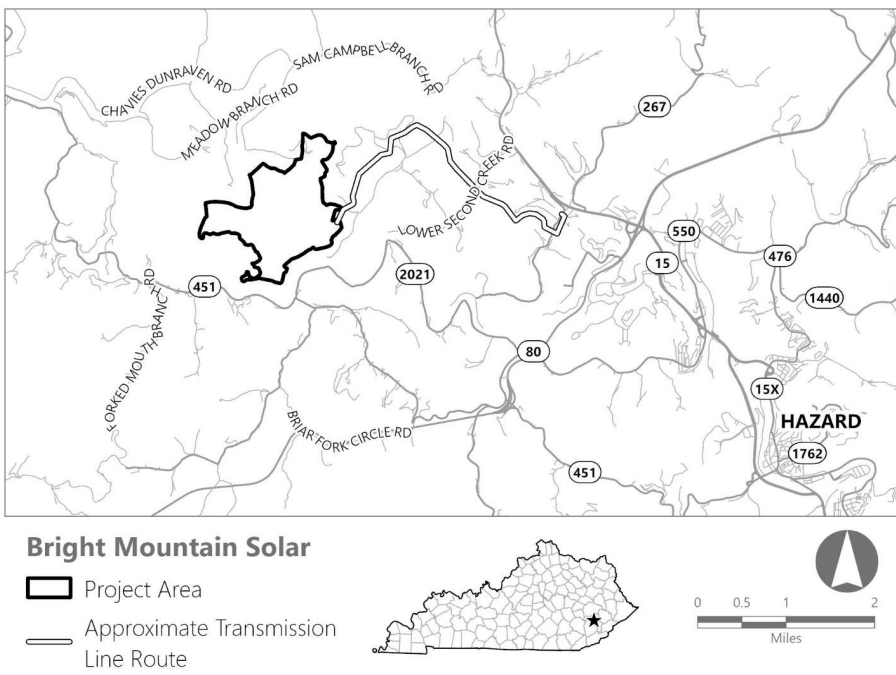 CHAVIES DUNRAVEN RD
SAM CAMPBELL BRANCH RD
MEADOW BRANCH RD
267
LOWER SECOND CREEK RD
550
476
15
2021
451
1440
FORKED MOUTH BRANCH RD
80
15X
BRIAR FORK CIRCLE RD
HAZARD
1762
451
Bright Mountain Solar
Project Area
Approximate Transmission
Line Route
0 0.5 1 2
Miles